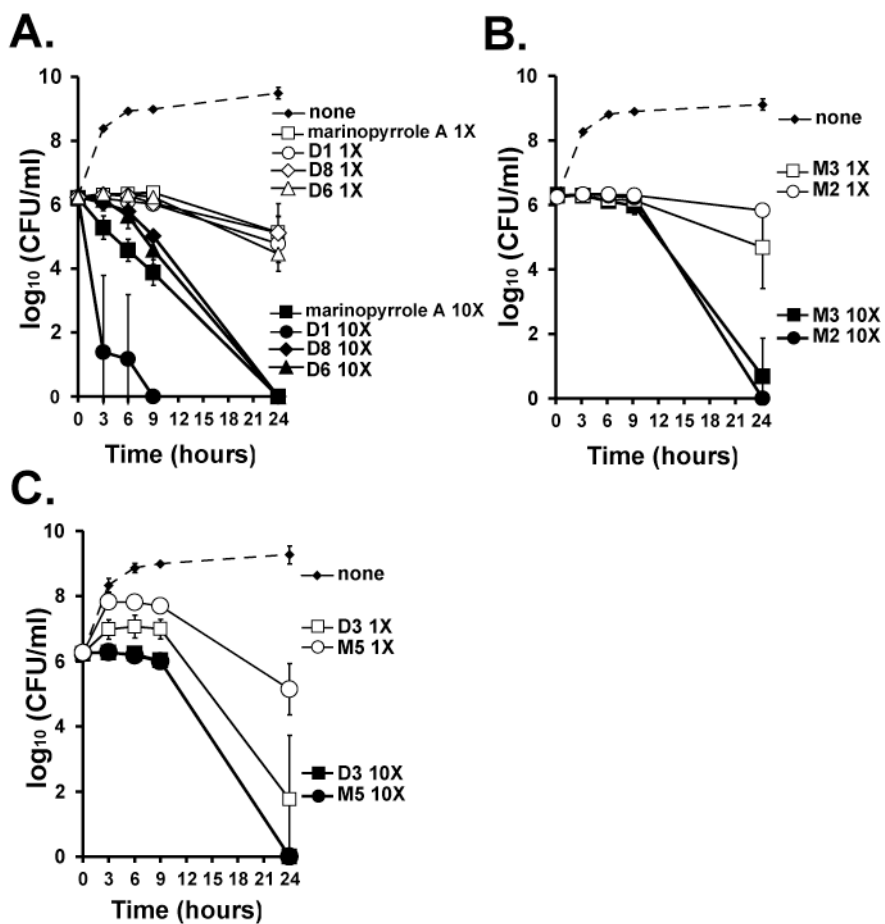 A.
10
8
6
4
2
0
log10 (CFU/ml)
0 3 6 9 12 15 18 21 24
Time (hours)
none
marinopyrrole A 1X
D1 1X
D8 1X
D6 1X
marinopyrrole A 10X
D1 10X
D8 10X
D6 10X
B.
10
8
6
4
2
0
log10 (CFU/ml)
0 3 6 9 12 15 18 21 24
Time (hours)
none
M3 1X
M2 1X
M3 10X
M2 10X
C.
10
8
6
4
2
0
log10 (CFU/ml)
0 3 6 9 12 15 18 21 24
Time (hours)
none
D3 1X
M5 1X
D3 10X
M5 10X